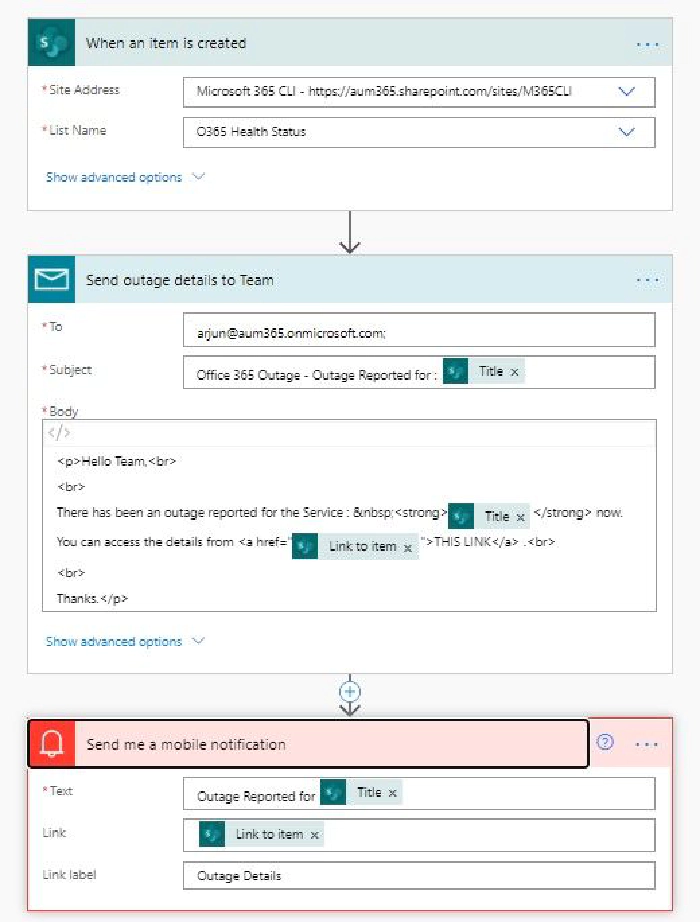 When an item is created
* Site Address
Microsoft 365 CLI - https://aum365.sharepoint.com/sites/M365CLI
* List Name
O365 Health Status
Show advanced options
Send outage details to Team
* To
arjun@aum365.onmicrosoft.com;
* Subject
Office 365 Outage - Outage Reported for : Title x
* Body
</>
<p>Hello Team,<br>
<br>
There has been an outage reported for the Service : &nbsp;<strong> Title x </strong> now.
You can access the details from <a href=" Link to item x ">THIS LINK</a> .<br>
<br>
Thanks.</p>
Show advanced options
Send me a mobile notification
* Text
Outage Reported for Title x
Link
Link to item x
Link label
Outage Details